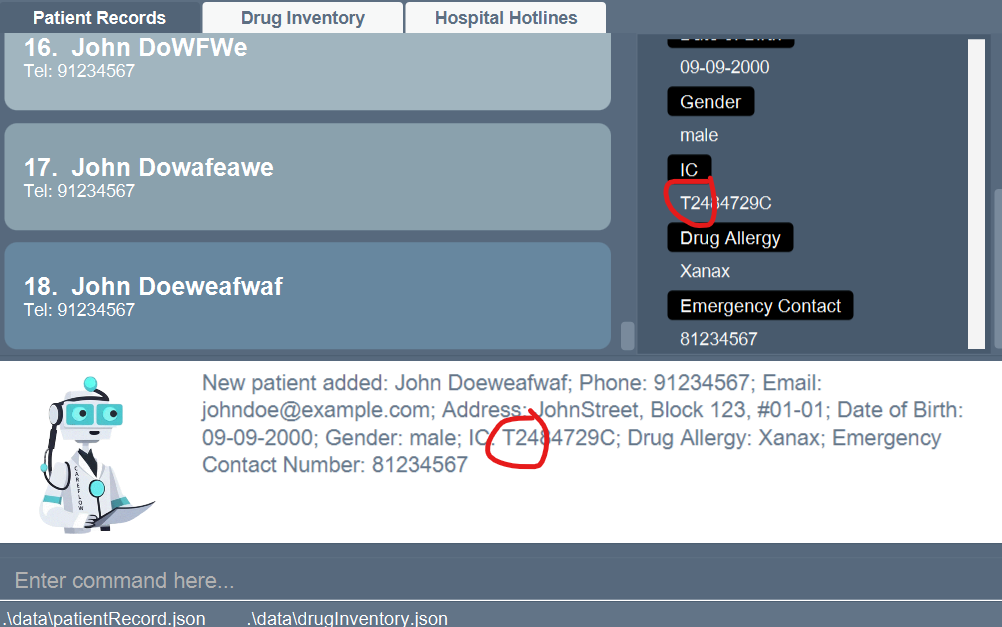 Patient Records
Drug Inventory
Hospital Hotlines
16. John DoWFWe
Tel: 91234567
17. John Dowafeawe
Tel: 91234567
18. John Doeweafwaf
Tel: 91234567
Date of Birth
09-09-2000
Gender
male
IC
T2484729C
Drug Allergy
Xanax
Emergency Contact
81234567
CAREFLOW
New patient added: John Doeweafwaf; Phone: 91234567; Email:
johndoe@example.com; Address: JohnStreet, Block 123, #01-01; Date of Birth:
09-09-2000; Gender: male; IC: T2484729C; Drug Allergy: Xanax; Emergency
Contact Number: 81234567
Enter command here...
.\data\patientRecord.json
.\data\drugInventory.json